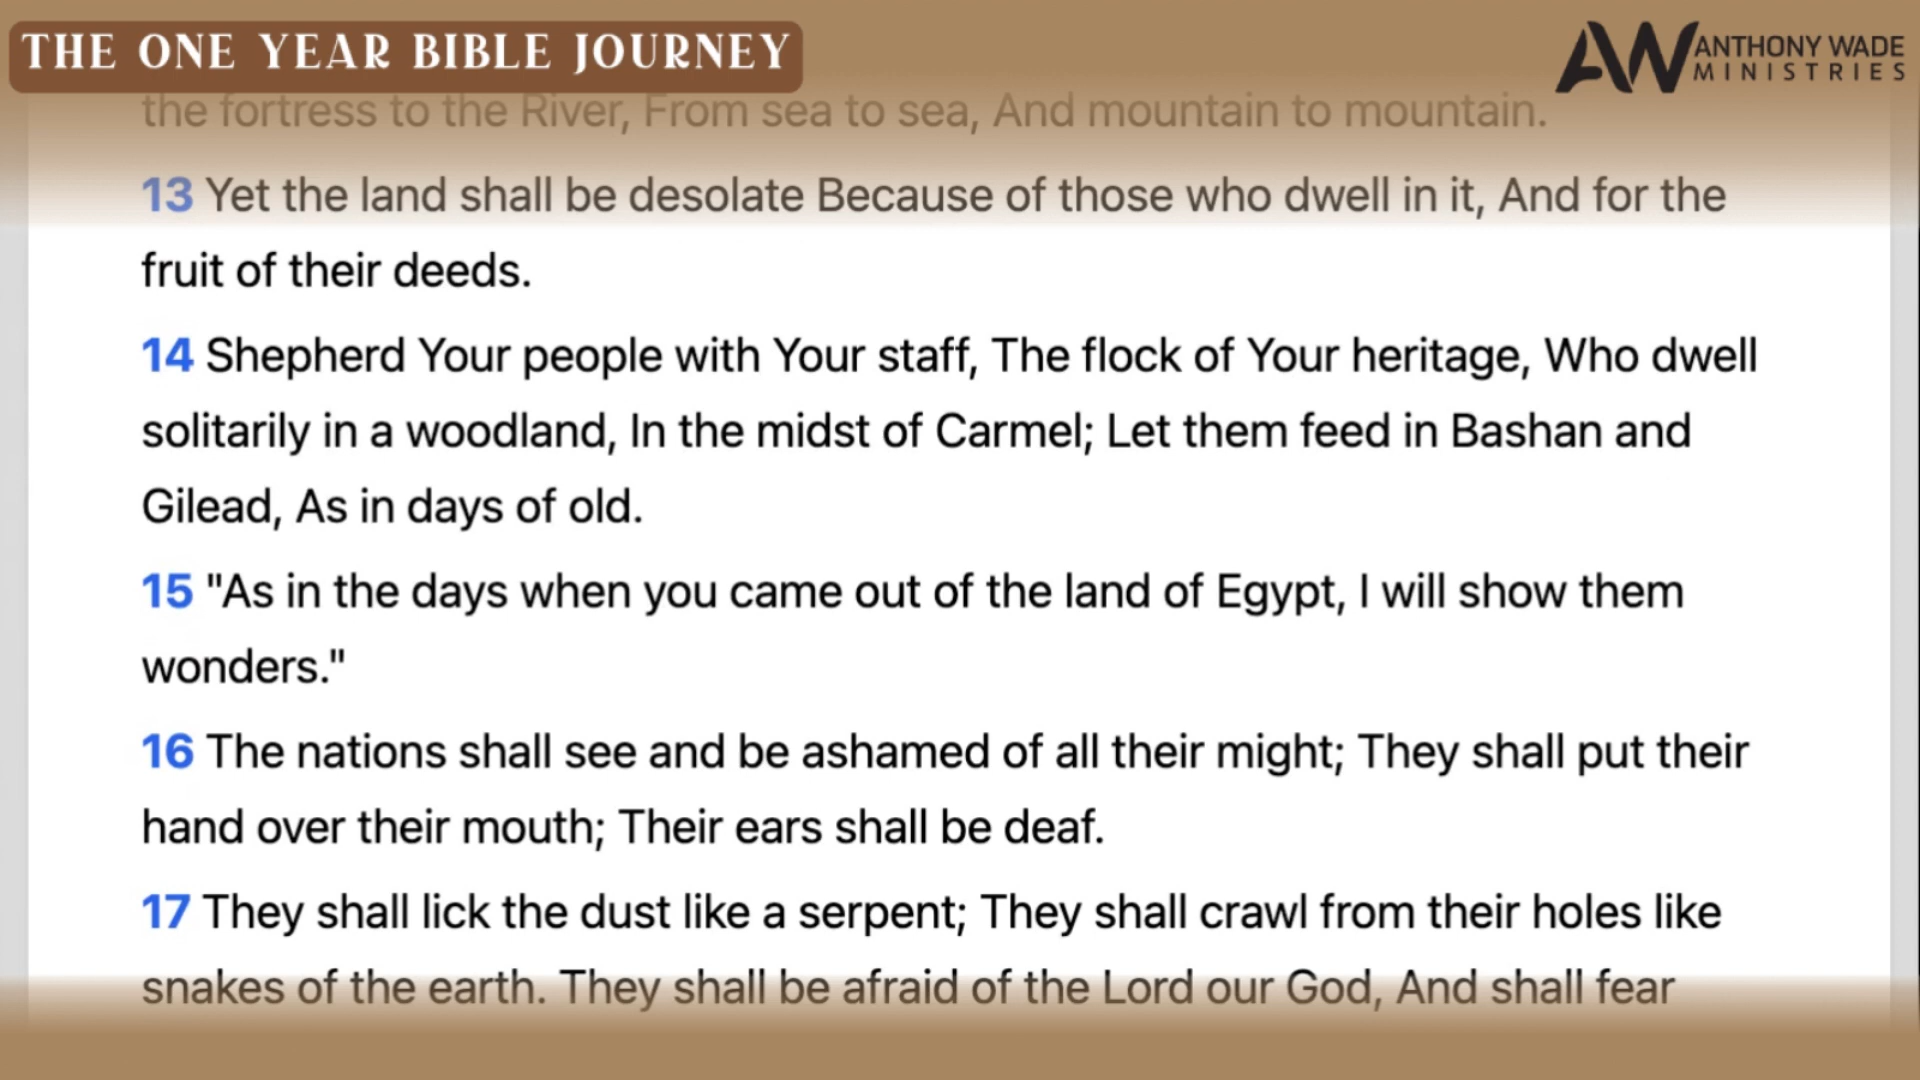 THE ONE YEAR BIBLE JOURNEY
AW ANTHONY WADE
MINISTRIES
the fortress to the River, From sea to sea, And mountain to mountain.
13 Yet the land shall be desolate Because of those who dwell in it, And for the
fruit of their deeds.
14 Shepherd Your people with Your staff, The flock of Your heritage, Who dwell
solitarily in a woodland, In the midst of Carmel; Let them feed in Bashan and
Gilead, As in days of old.
15 "As in the days when you came out of the land of Egypt, I will show them
wonders."
16 The nations shall see and be ashamed of all their might; They shall put their
hand over their mouth; Their ears shall be deaf.
17 They shall lick the dust like a serpent; They shall crawl from their holes like
snakes of the earth. They shall be afraid of the Lord our God, And shall fear